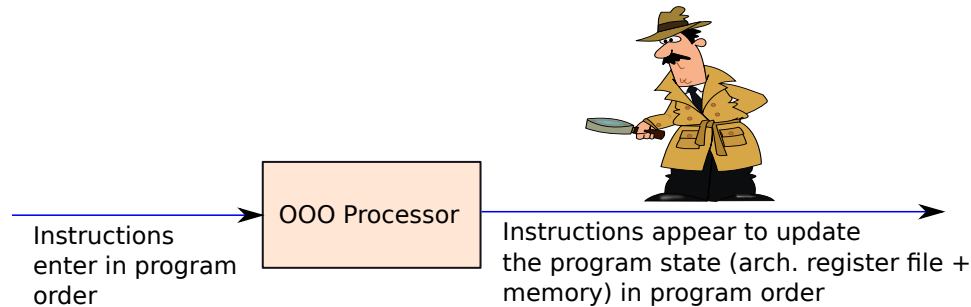 OOO Processor
Instructions
enter in program
order
Instructions appear to update
the program state (arch. register file +
memory) in program order